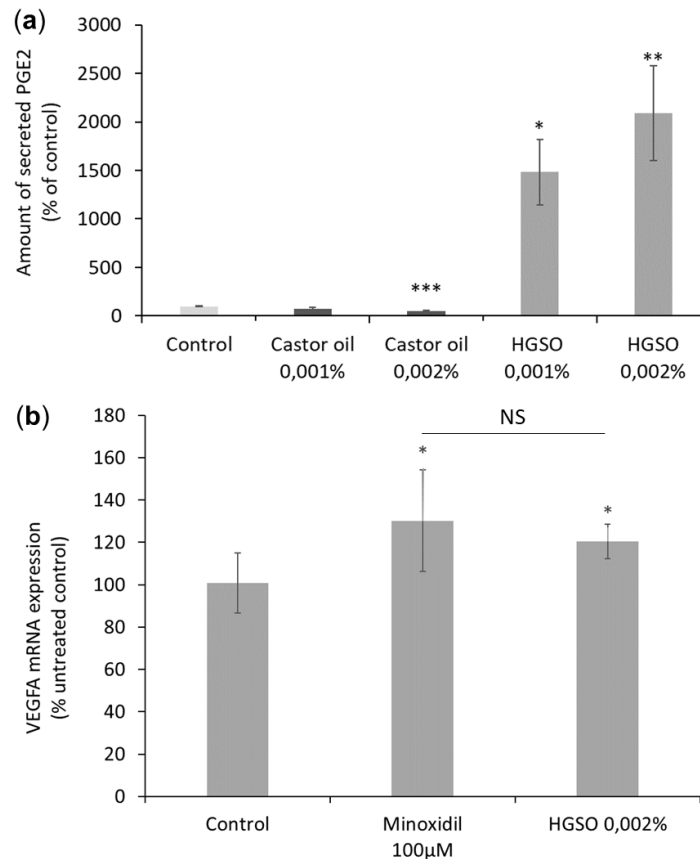 (a)
Amount of secreted PGE2
(% of control)
3000
2500
2000
1500
1000
500
0
***
*
**
Control
Castor oil
0,001%
Castor oil
0,002%
HGSO
0,001%
HGSO
0,002%
(b)
VEGFA mRNA expression
(% untreated control)
180
160
140
120
100
80
60
40
20
0
NS
*
*
Control
Minoxidil
100µM
HGSO 0,002%